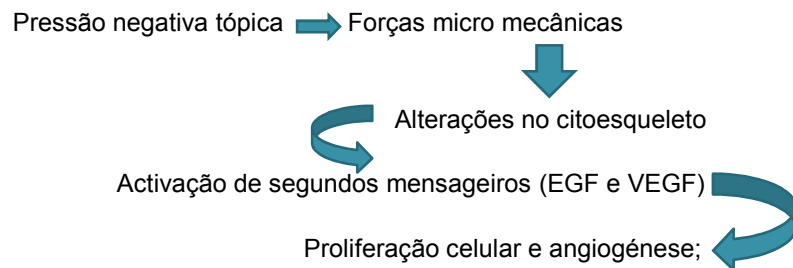 Pressão negativa tópica Forças micro mecânicas
Alterações no citoesqueleto
Activação de segundos mensageiros (EGF e VEGF)
Proliferação celular e angiogénese;